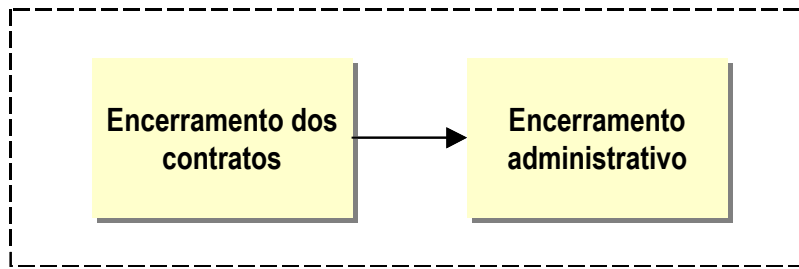 Encerramento dos
contratos
Encerramento
administrativo